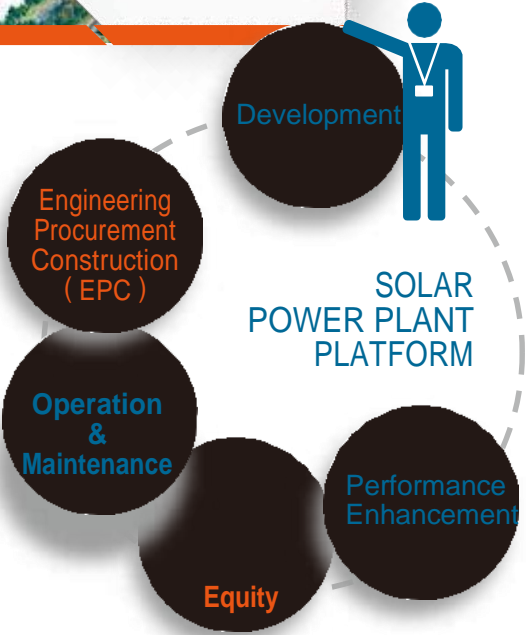 Development
Engineering
Procurement
Construction
( EPC )
SOLAR
POWER PLANT
PLATFORM
Operation
&
Maintenance
Performance
Enhancement
Equity